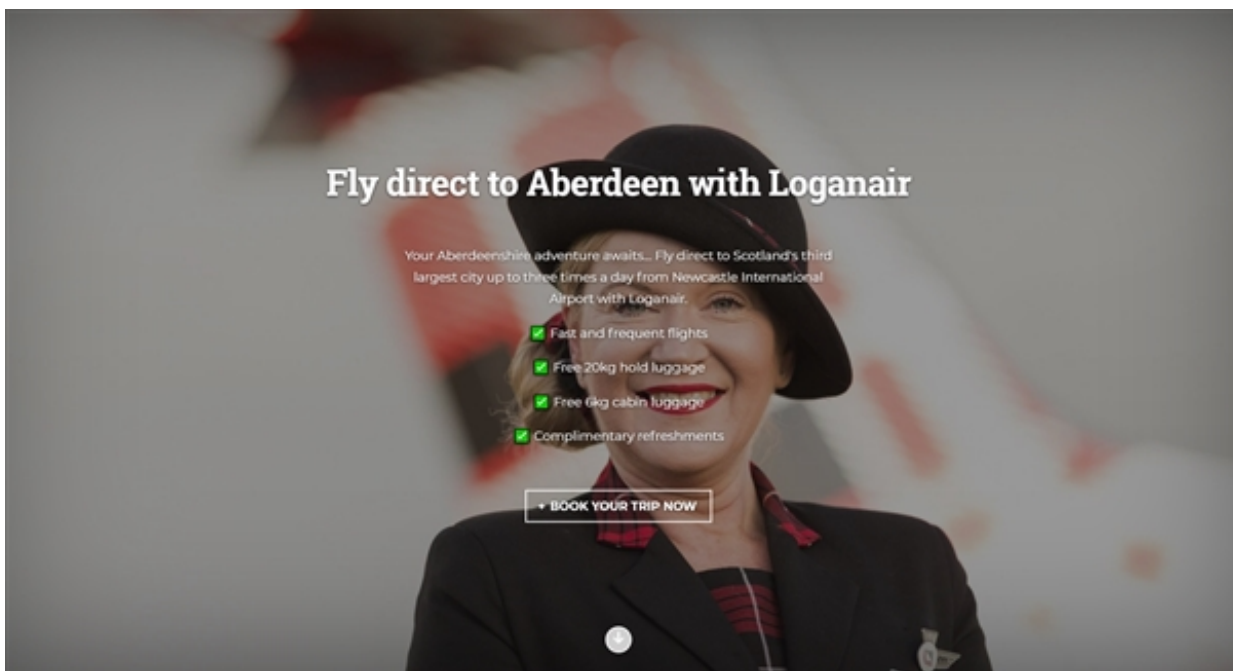 Fly direct to Aberdeen with Loganair
Your Aberdeenshire adventure awaits... Fly direct to Scotland's third
largest city up to three times a day from Newcastle International
Airport with Loganair.
✅ Fast and frequent flights
✅ Free 20kg hold luggage
✅ Free 6kg cabin luggage
✅ Complimentary refreshments
+ BOOK YOUR TRIP NOW